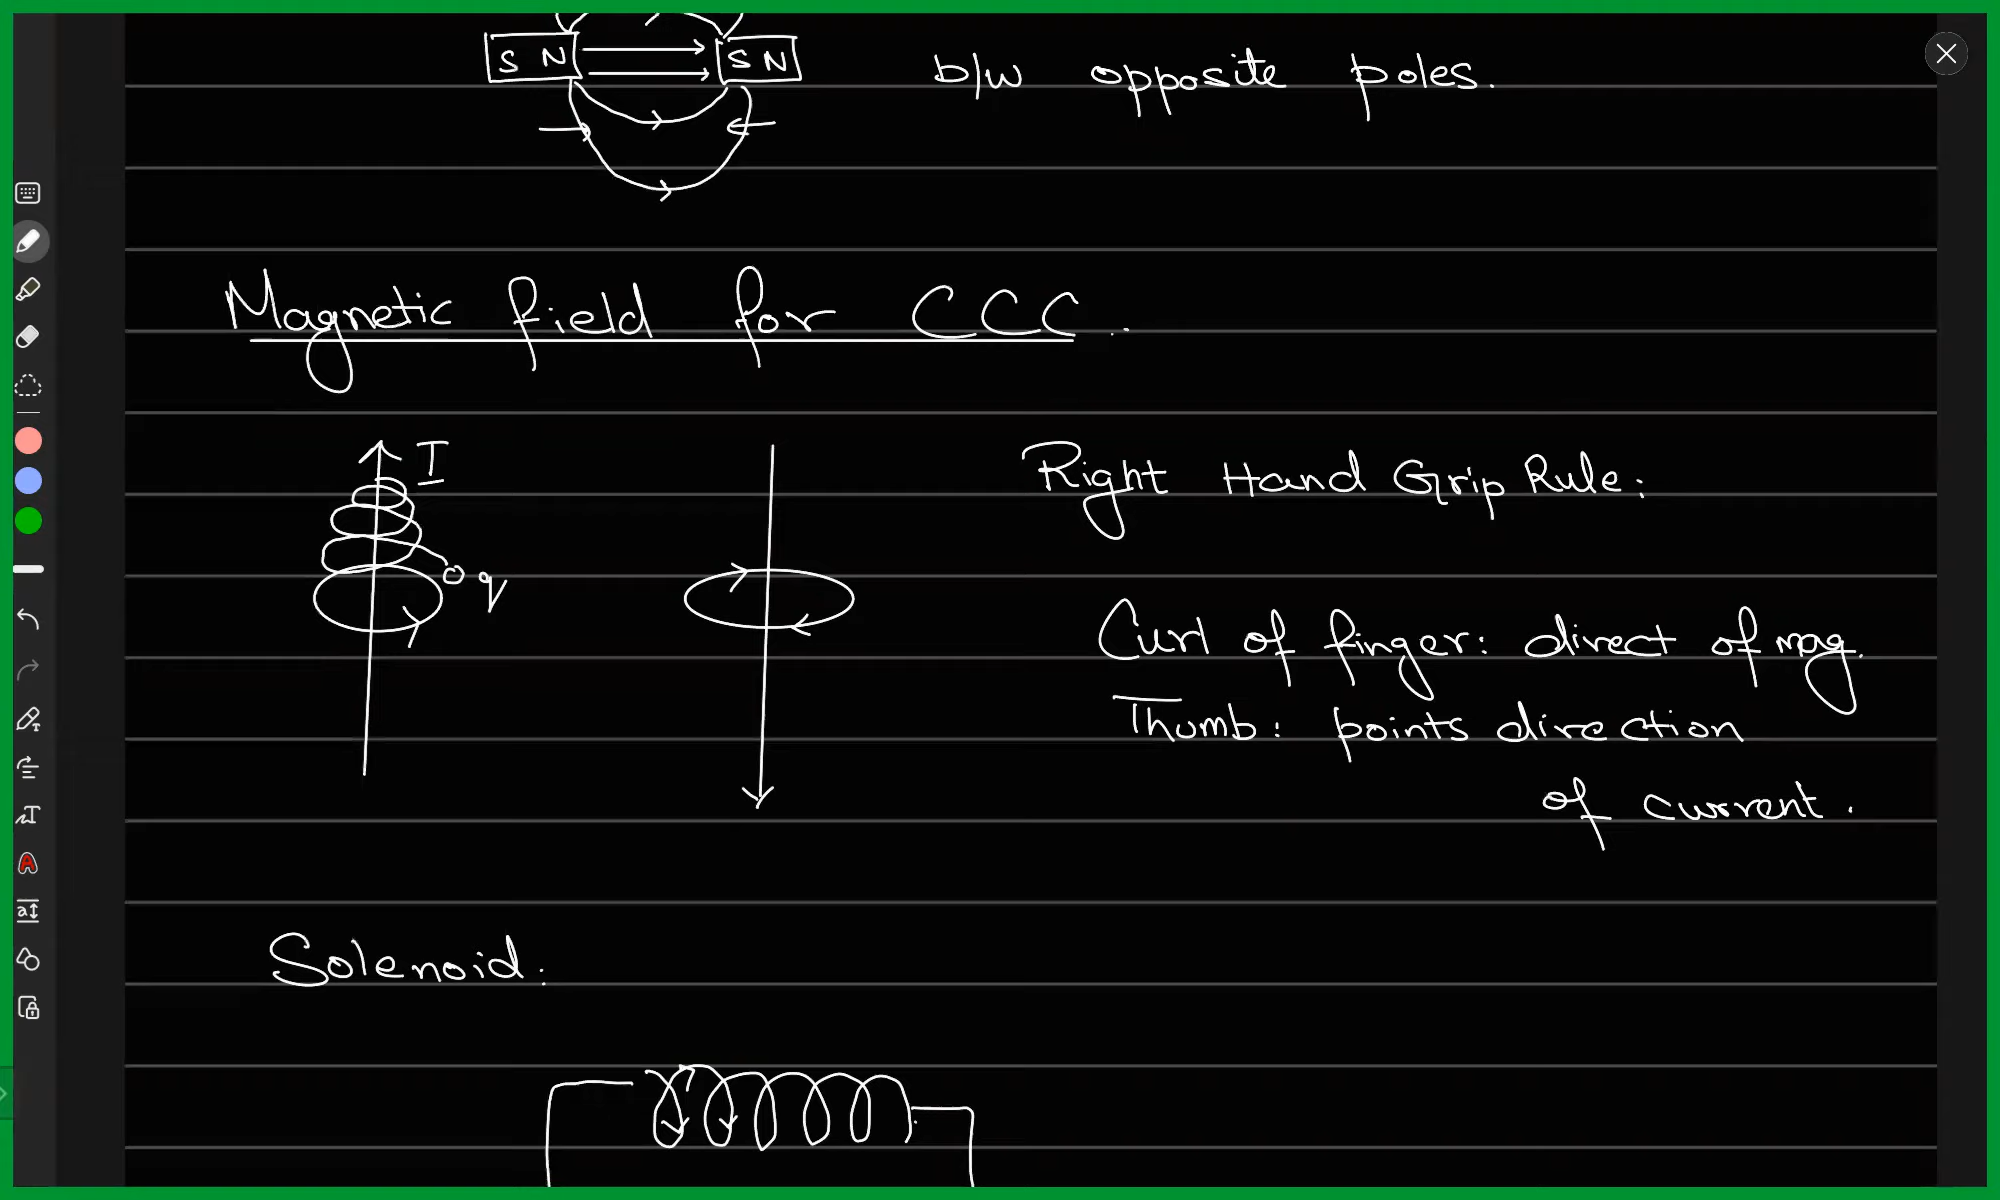 S N S N b/w opposite poles.
Magnetic field for CCC.
I
Right Hand Grip Rule:
q
Curl of finger: direct of mag.
Thumb: points direction
of current.
Solenoid: